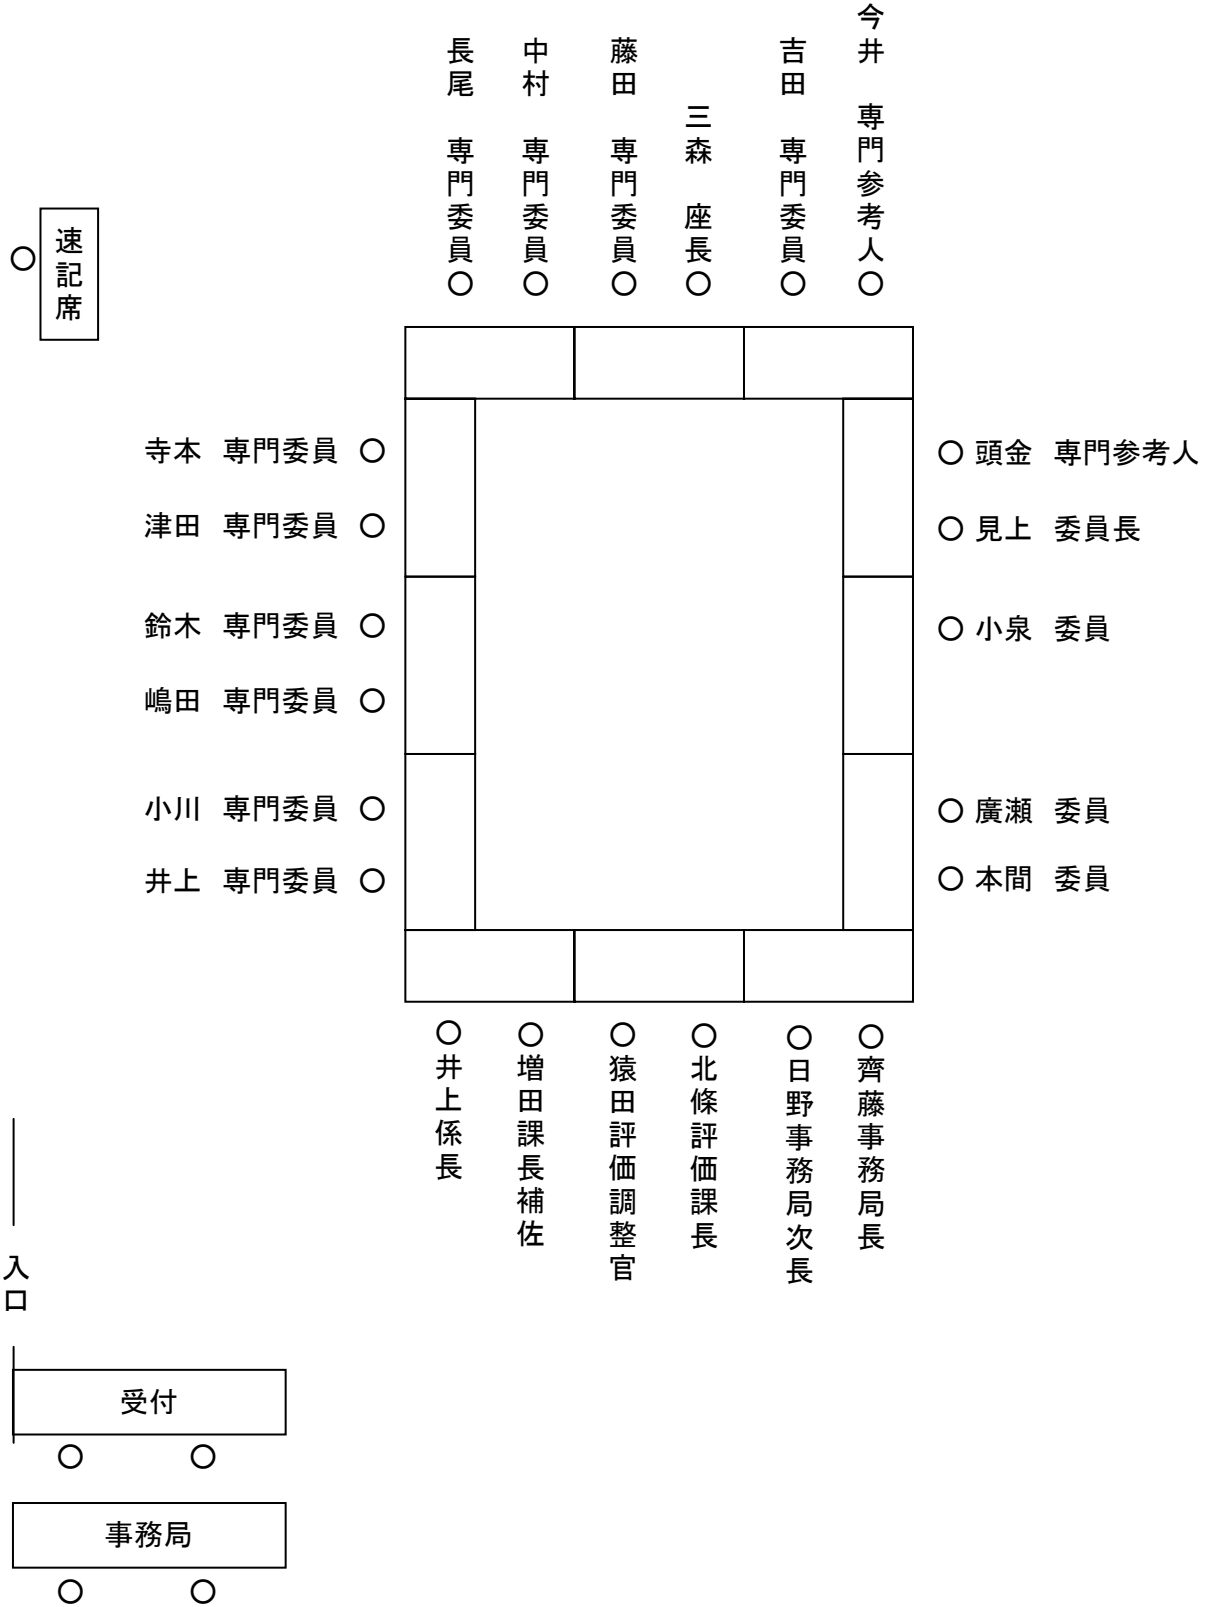 今井 専門参考人
吉田 専門委員
三森 座長
藤田 専門委員
中村 専門委員
長尾 専門委員
速記席
寺本 専門委員
津田 専門委員
鈴木 専門委員
嶋田 専門委員
小川 専門委員
井上 専門委員
頭金 専門参考人
見上 委員長
小泉 委員
廣瀬 委員
本間 委員
齊藤事務局長
日野事務局次長
北條評価課長
猿田評価調整官
増田課長補佐
井上係長
入口
受付
事務局